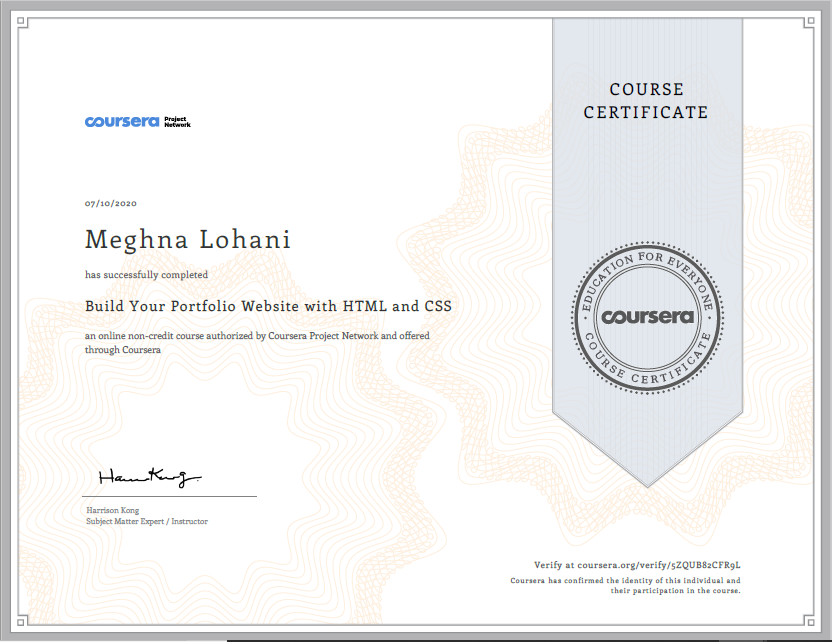 coursera Project Network
07/10/2020
Meghna Lohani
has successfully completed
Build Your Portfolio Website with HTML and CSS
an online non-credit course authorized by Coursera Project Network and offered
through Coursera
Harrison Kong
Subject Matter Expert / Instructor
COURSE
CERTIFICATE
EDUCATION FOR EVERYONE
coursera
COURSE CERTIFICATE
Verify at coursera.org/verify/5ZQUB82CFR9L
Coursera has confirmed the identity of this individual and
their participation in the course.